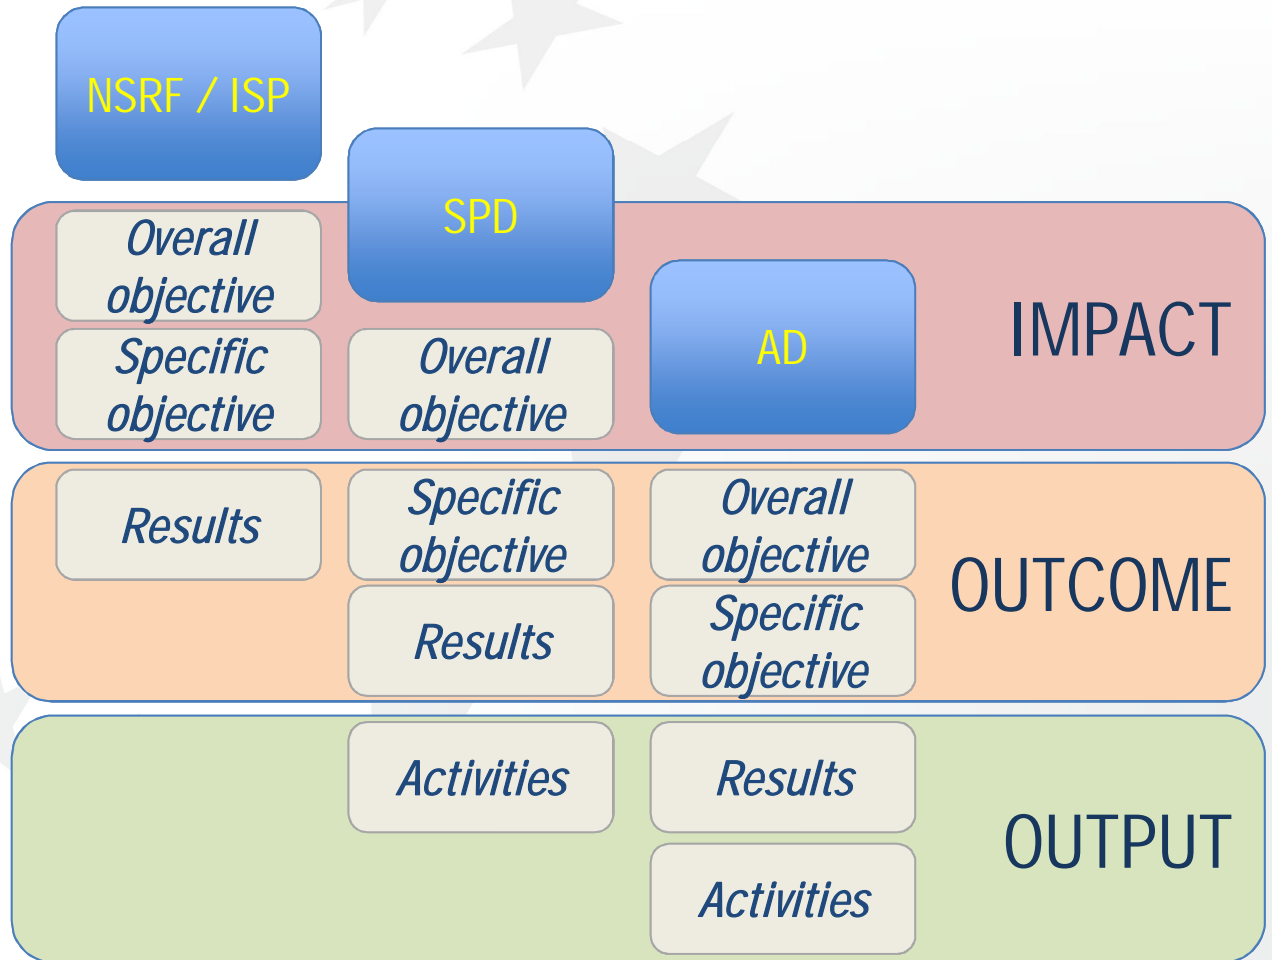 NSRF / ISP
SPD
AD
Overall
objective
Specific
objective
Overall
objective
IMPACT
Results
Specific
objective
Results
Overall
objective
Specific
objective
OUTCOME
Activities
Results
Activities
OUTPUT